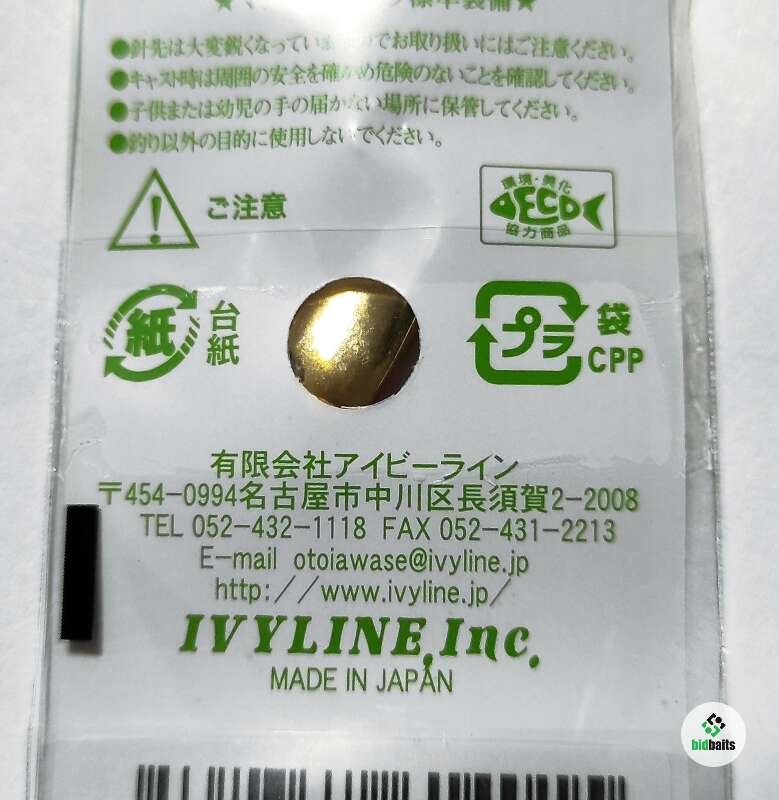 標準装備★
●針先は大変鋭くなっていますのでお取り扱いにはご注意ください。
●キャスト時は周囲の安全を確かめ危険のないことを確認してください。
●子供または幼児の手の届かない場所に保管してください。
●釣り以外の目的に使用しないでください。
ご注意
環境・美化
ECO
協力商品
紙
台紙
プラ
袋
CPP
有限会社アイビーライン
〒454-0994名古屋市中川区長須賀2-2008
TEL 052-432-1118 FAX 052-431-2213
E-mail otoiawase@ivyline.jp
http://www.ivyline.jp/
IVYLINE,Inc.
MADE IN JAPAN
bidbaits